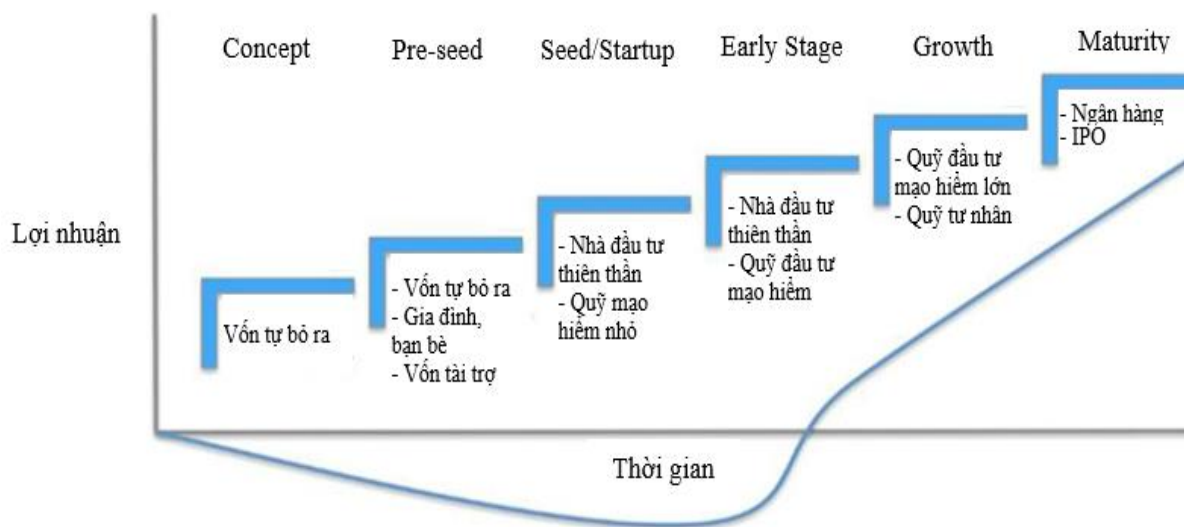 Concept
Pre-seed
Seed/Startup
Early Stage
Growth
Maturity
Lợi nhuận
Vốn tự bỏ ra
- Vốn tự bỏ ra
- Gia đình,
bạn bè
- Vốn tài trợ
- Nhà đầu tư
thiên thần
- Quỹ mạo
hiểm nhỏ
- Nhà đầu tư
thiên thần
- Quỹ đầu tư
mạo hiểm
- Quỹ đầu tư
mạo hiểm lớn
- Quỹ tư nhân
- Ngân hàng
- IPO
Thời gian